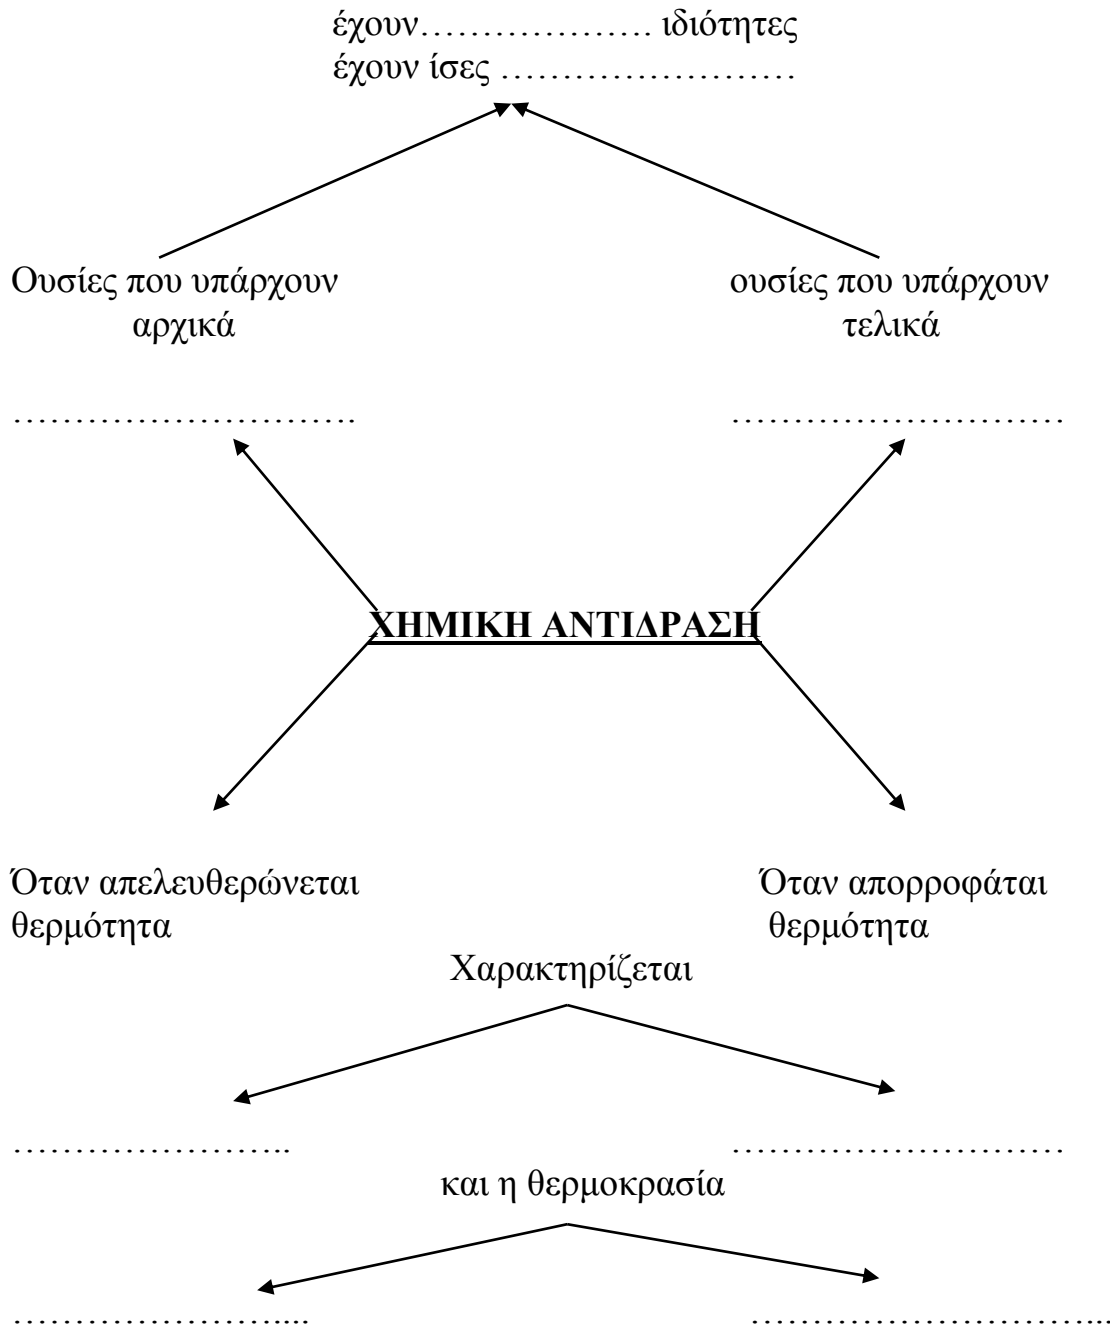 έχουν………………. ιδιότητες
έχουν ίσες ……………………
Ουσίες που υπάρχουν
αρχικά
ουσίες που υπάρχουν
τελικά
……………………….
………………………
ΧΗΜΙΚΗ ΑΝΤΙΔΡΑΣΗ
Όταν απελευθερώνεται
θερμότητα
Όταν απορροφάται
θερμότητα
Χαρακτηρίζεται
…………………..
………………………
και η θερμοκρασία
…………………....
………………………...